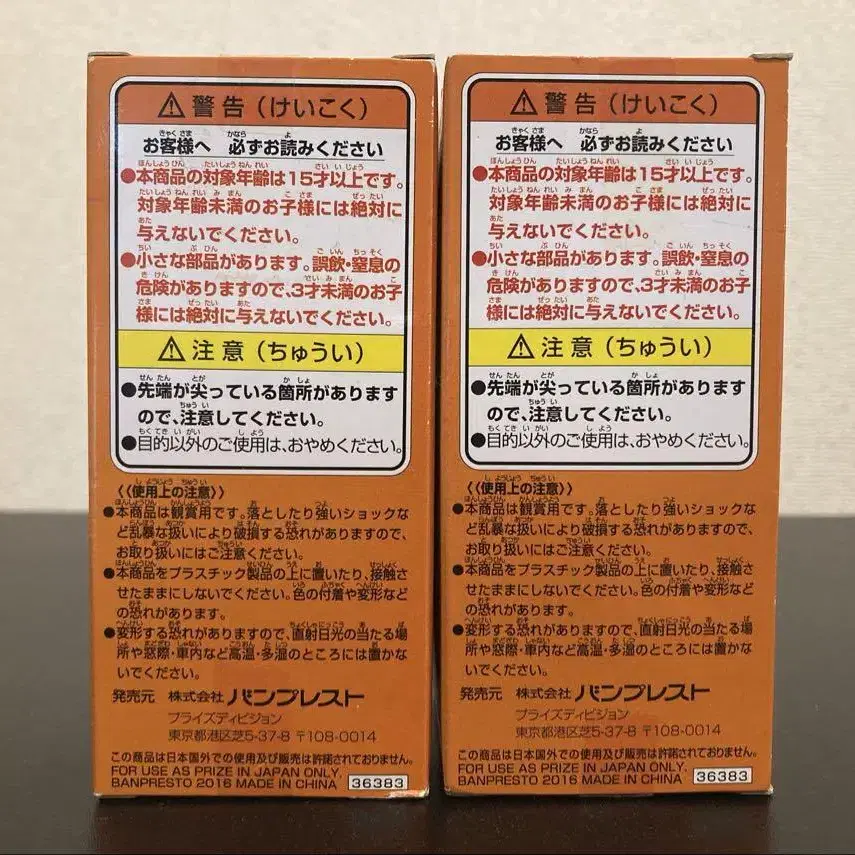 警告(けいこく)
お客様へ 必ずお読みください
●本商品の対象年齢は15才以上です。
対象年齢未満のお子様には絶対に
与えないでください。
●小さな部品があります。誤飲・窒息の
危険がありますので、3才未満のお子
様には絶対に与えないでください。
注意(ちゅうい)
●先端が尖っている箇所があります
ので、注意してください。
●目的以外のご使用は、おやめください。
《使用上の注意》
●本商品は観賞用です。落としたり強いショックな
ど乱暴な扱いにより破損する恐れがありますので、
お取り扱いにはご注意ください。
●本商品をプラスチック製品の上に置いたり、接触さ
せたままにしないでください。色の付着や変形など
の恐れがあります。
●変形する恐れがありますので、直射日光の当たる場
所や窓際・車内など高温・多湿のところには置かな
いでください。
発売元 株式会社 バンプレスト
プライズディビジョン
東京都港区芝5-37-8 〒108-0014
この商品は日本国外での使用及び販売は許諾されておりません。
FOR USE AS PRIZE IN JAPAN ONLY.
BANPRESTO 2016 MADE IN CHINA 36383
警告(けいこく)
お客様へ 必ずお読みください
●本商品の対象年齢は15才以上です。
対象年齢未満のお子様には絶対に
与えないでください。
●小さな部品があります。誤飲・窒息の
危険がありますので、3才未満のお子
様には絶対に与えないでください。
注意(ちゅうい)
●先端が尖っている箇所があります
ので、注意してください。
●目的以外のご使用は、おやめください。
《使用上の注意》
●本商品は観賞用です。落としたり強いショックな
ど乱暴な扱いにより破損する恐れがありますので、
お取り扱いにはご注意ください。
●本商品をプラスチック製品の上に置いたり、接触さ
せたままにしないでください。色の付着や変形など
の恐れがあります。
●変形する恐れがありますので、直射日光の当たる場
所や窓際・車内など高温・多湿のところには置かな
いでください。
発売元 株式会社 バンプレスト
プライズディビジョン
東京都港区芝5-37-8 〒108-0014
この商品は日本国外での使用及び販売は許諾されておりません。
FOR USE AS PRIZE IN JAPAN ONLY.
BANPRESTO 2016 MADE IN CHINA 36383